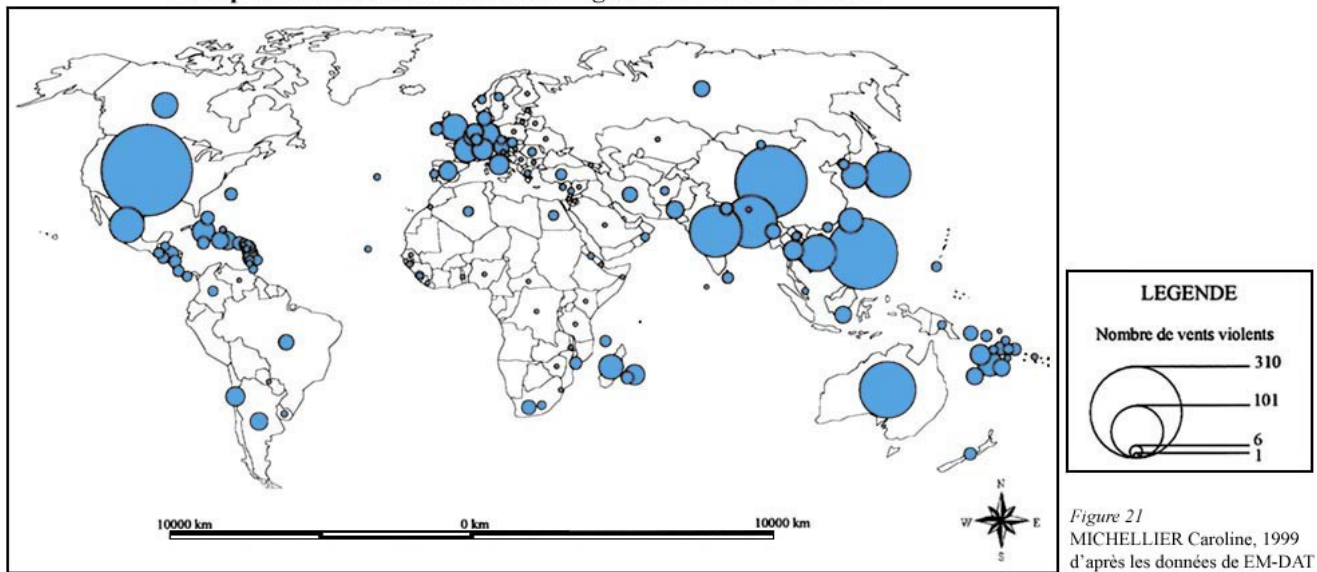 10000 km
0 km
10000 km
N
W
E
S
LEGENDE
Nombre de vents violents
310
101
6
1
Figure 21
MICHELLIER Caroline, 1999
d'après les données de EM-DAT